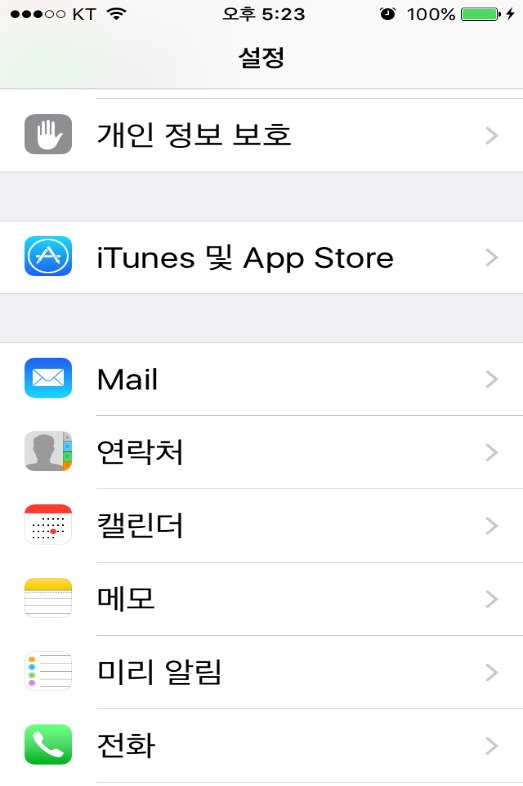 KT 오후 5:23 100%
설정
개인 정보 보호
iTunes 및 App Store
Mail
연락처
캘린더
메모
미리 알림
전화